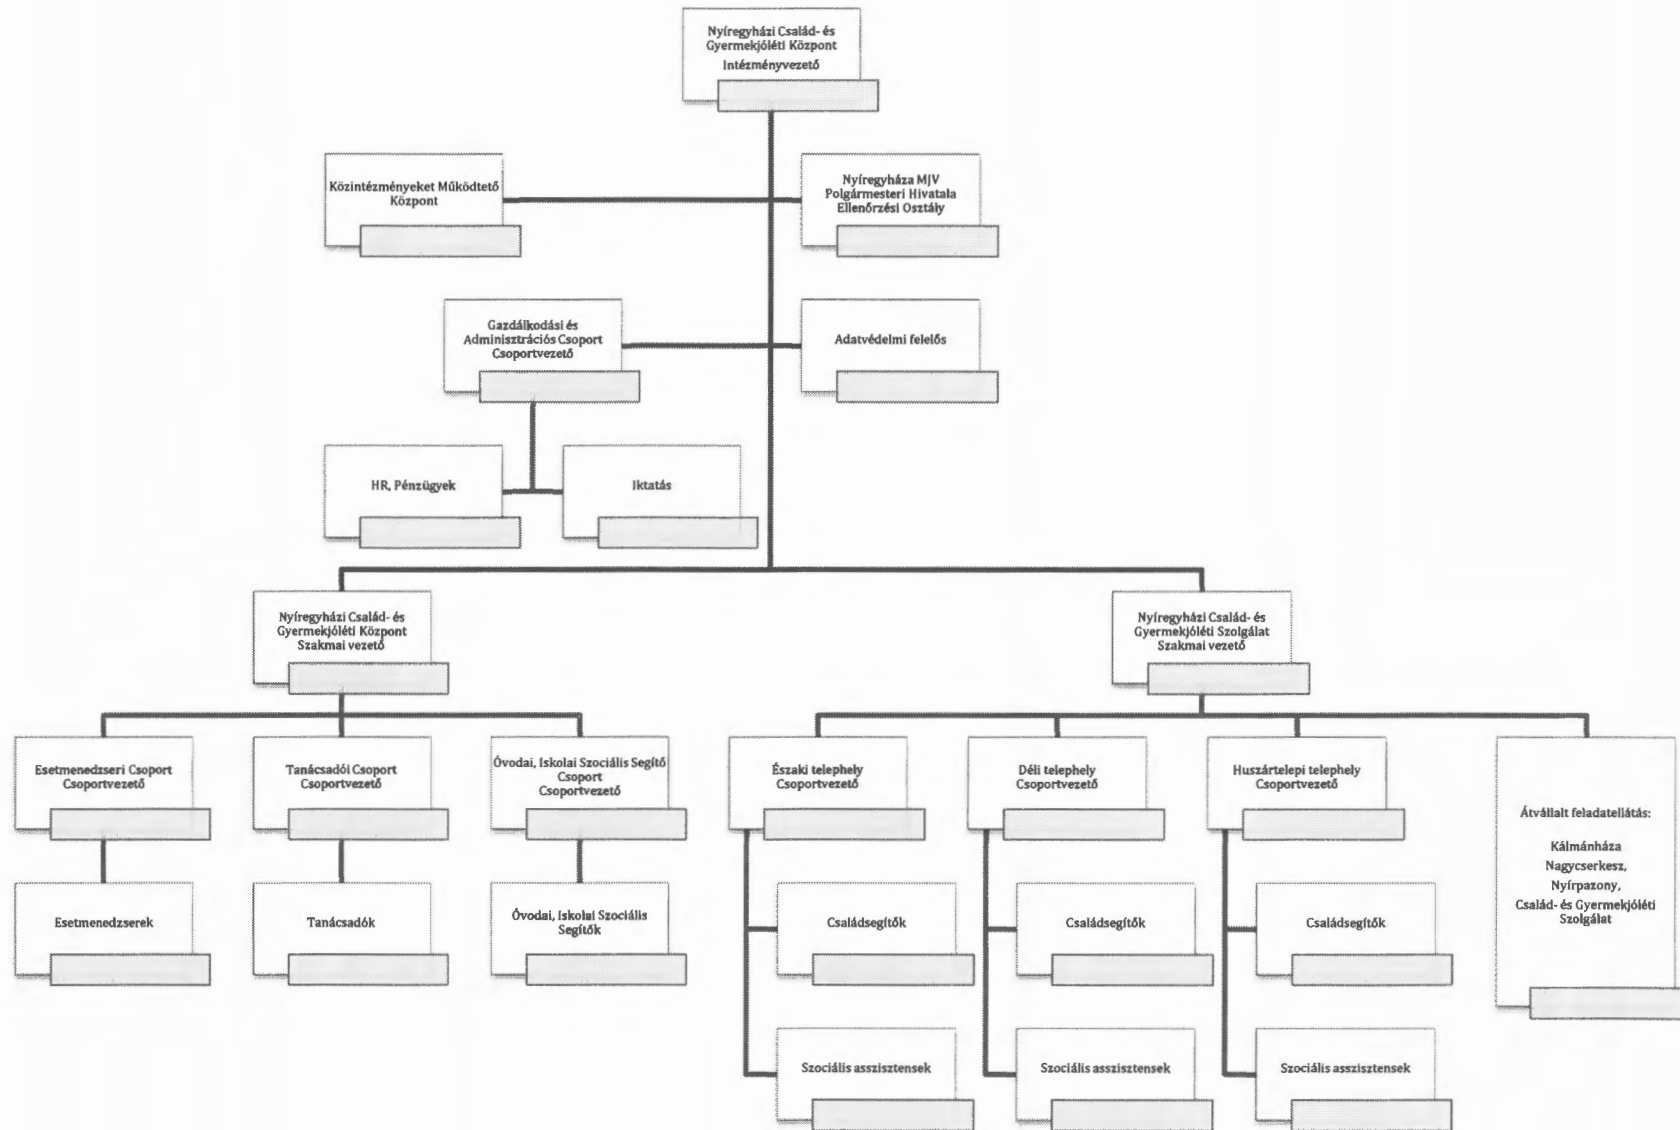 Nyíregyházi Család- és
Gyermekjóléti Központ
Intézményvezető
Közintézményeket Működtető
Központ
Nyíregyháza MJV
Polgármesteri Hivatala
Ellenőrzési Osztály
Gazdálkodási és
Adminisztrációs Csoport
Csoportvezető
Adatvédelmi felelős
HR, Pénzügyek
Iktatás
Nyíregyházi Család- és
Gyermekjóléti Központ
Szakmai vezető
Nyíregyházi Család- és
Gyermekjóléti Szolgálat
Szakmai vezető
Esetmenedzseri Csoport
Csoportvezető
Tanácsadói Csoport
Csoportvezető
Óvodai, Iskolai Szociális Segítő
Csoport
Csoportvezető
Északi telephely
Csoportvezető
Déli telephely
Csoportvezető
Huszártelepi telephely
Csoportvezető
Átvállalt feladatellátás:
Kálmánháza
Nagycserkesz,
Nyírpazony,
Család- és Gyermekjóléti
Szolgálat
Esetmenedzserek
Tanácsadók
Óvodai, Iskolai Szociális
Segítők
Családsegítők
Családsegítők
Családsegítők
Szociális asszisztensek
Szociális asszisztensek
Szociális asszisztensek